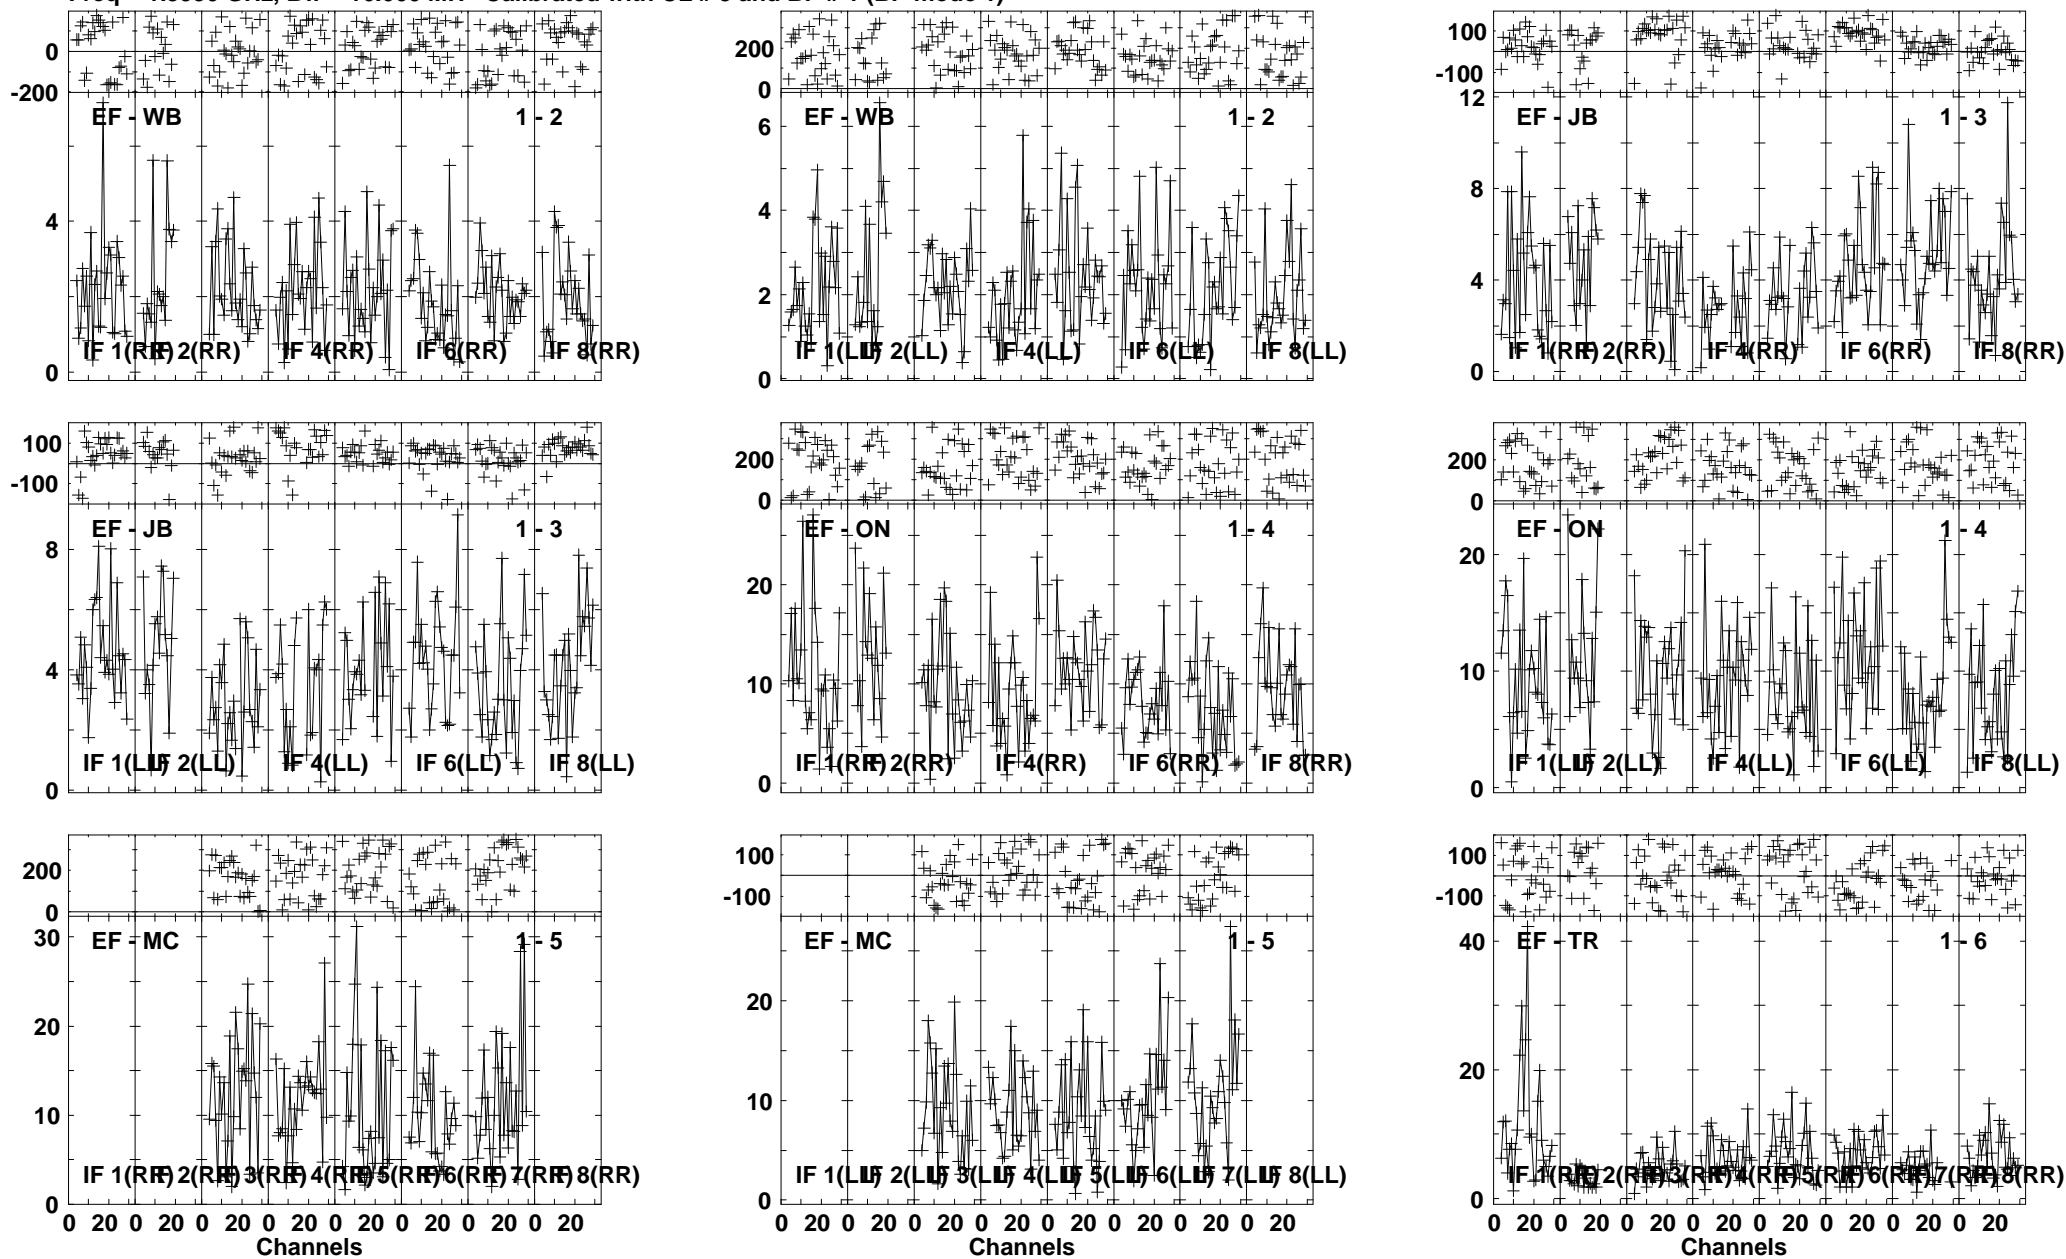 100 0 -200
EF - WB 1 - 2
4 0
IF 1(RR) IF 2(RR) IF 4(RR) IF 6(RR) IF 8(RR)
200 0
EF - WB 1 - 2
6 4 2 0
IF 1(LL) IF 2(LL) IF 4(LL) IF 6(LL) IF 8(LL)
100 -100
EF - JB 1 - 3
12 8 4 0
IF 1(RR) IF 2(RR) IF 4(RR) IF 6(RR) IF 8(RR)
100 -100
EF - JB 1 - 3
8 4 0
IF 1(LL) IF 2(LL) IF 4(LL) IF 6(LL) IF 8(LL)
200 0
EF - ON 1 - 4
20 10 0
IF 1(RR) IF 2(RR) IF 4(RR) IF 6(RR) IF 8(RR)
200 0
EF - ON 1 - 4
20 10 0
IF 1(LL) IF 2(LL) IF 4(LL) IF 6(LL) IF 8(LL)
200 0
EF - MC 1 - 5
30 20 10 0
IF 1(RR) IF 2(RR) IF 3(RR) IF 4(RR) IF 5(RR) IF 6(RR) IF 7(RR) IF 8(RR)
0 20 0 20 0 20 0 20 0 20 0 20 0 20 0 20
Channels
100 -100
EF - MC 1 - 5
20 10 0
IF 1(LL) IF 2(LL) IF 3(LL) IF 4(LL) IF 5(LL) IF 6(LL) IF 7(LL) IF 8(LL)
0 20 0 20 0 20 0 20 0 20 0 20 0 20 0 20
Channels
100 -100
EF - TR 1 - 6
40 20 0
IF 1(RR) IF 2(RR) IF 3(RR) IF 4(RR) IF 5(RR) IF 6(RR) IF 7(RR) IF 8(RR)
0 20 0 20 0 20 0 20 0 20 0 20 0 20 0 20
Channels